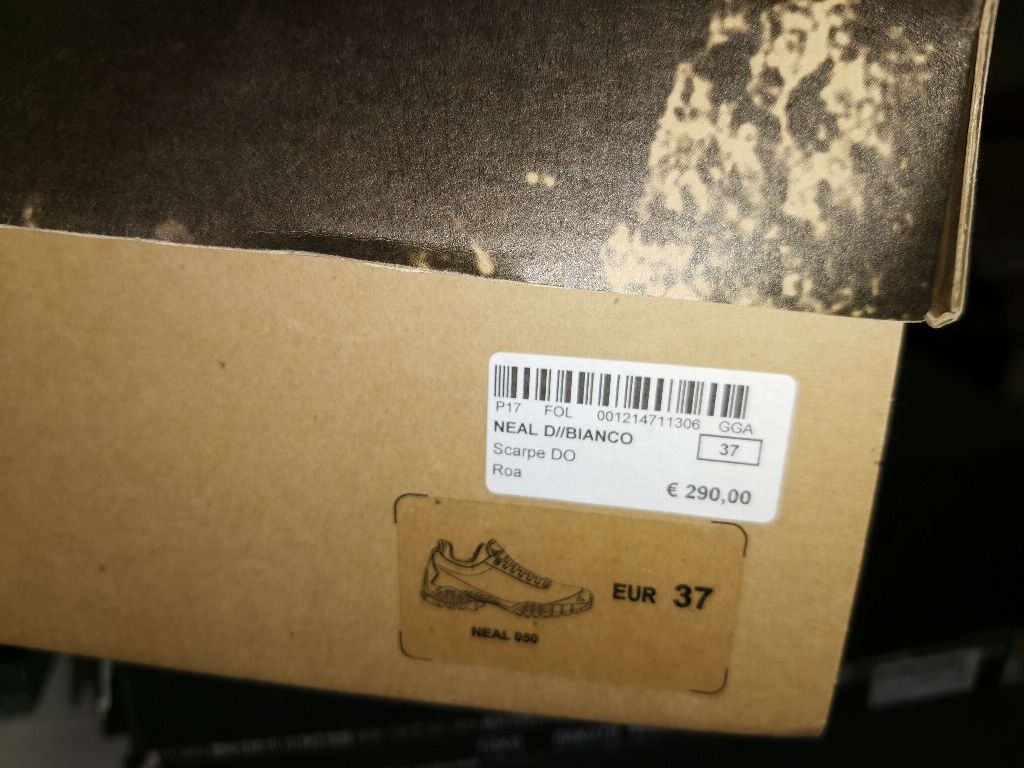 P17 FOL 001214711306 GGA
NEAL D//BIANCO 37
Scarpe DO
Roa
€ 290,00
EUR 37
NEAL 050